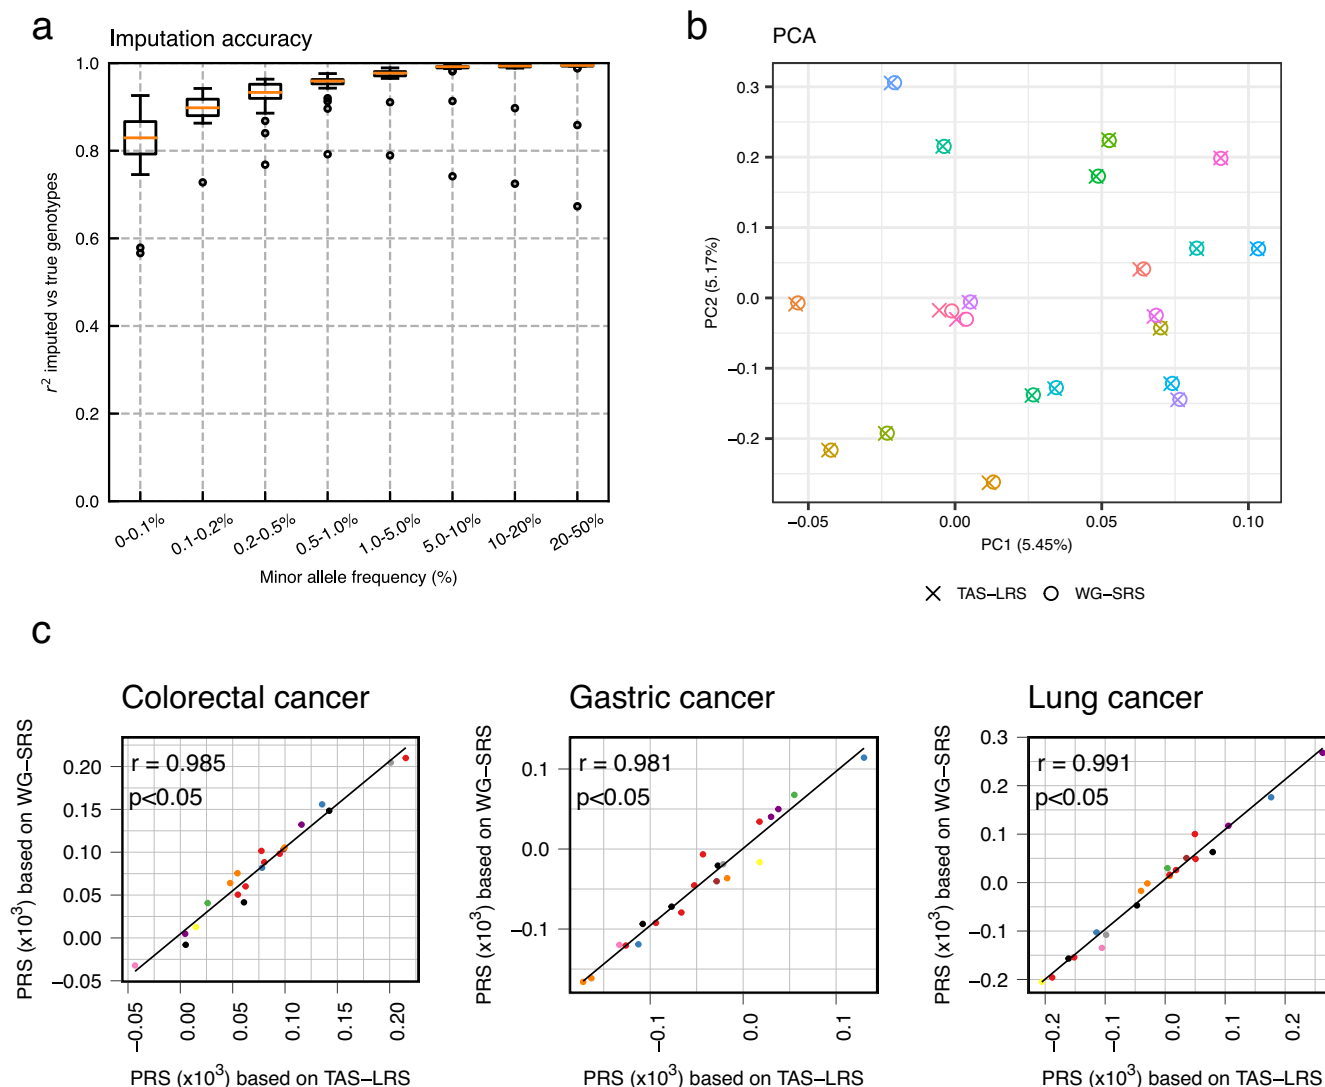 a
Imputation accuracy
1.0
0.8
0.6
0.4
0.2
0.0
r² imputed vs true genotypes
0-0.1%
0.1-0.2%
0.2-0.5%
0.5-1.0%
1.0-5.0%
5.0-10%
10-20%
20-50%
Minor allele frequency (%)
b
PCA
0.3
0.2
0.1
0.0
−0.1
−0.2
PC2 (5.17%)
−0.05
0.00
0.05
0.10
PC1 (5.45%)
TAS−LRS
WG−SRS
c
Colorectal cancer
r = 0.985
p<0.05
0.20
0.15
0.10
0.05
0.00
−0.05
PRS (x10³) based on WG−SRS
−0.05
0.00
0.05
0.10
0.15
0.20
PRS (x10³) based on TAS−LRS
Gastric cancer
r = 0.981
p<0.05
0.1
0.0
−0.1
PRS (x10³) based on WG−SRS
−0.1
0.0
0.1
PRS (x10³) based on TAS−LRS
Lung cancer
r = 0.991
p<0.05
0.3
0.2
0.1
0.0
−0.1
−0.2
PRS (x10³) based on WG−SRS
−0.2
−0.1
0.0
0.1
0.2
PRS (x10³) based on TAS−LRS